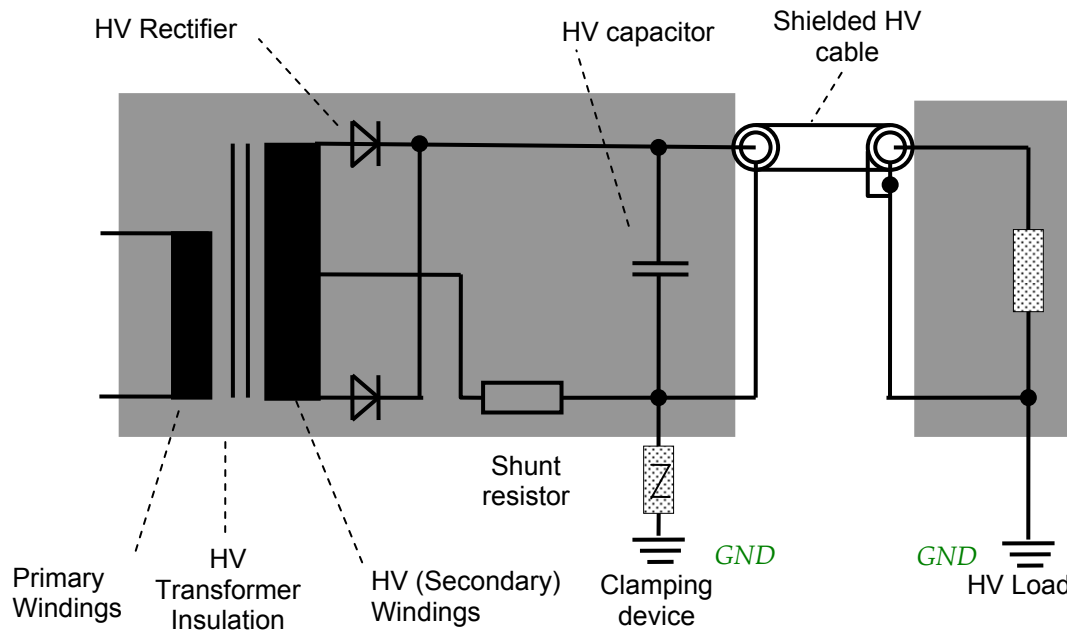 HV Rectifier
HV capacitor
Shielded HV
cable
Shunt
resistor
GND
GND
Primary
Windings
HV
Transformer
Insulation
HV (Secondary)
Windings
Clamping
device
HV Load